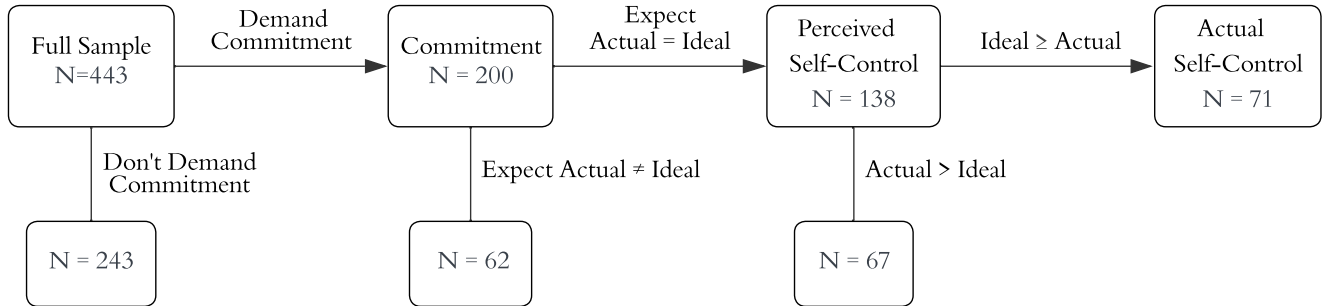 Full Sample
N=443
Demand
Commitment
Commitment
N = 200
Expect
Actual = Ideal
Perceived
Self-Control
N = 138
Ideal ≥ Actual
Actual
Self-Control
N = 71
Don't Demand
Commitment
Expect Actual ≠ Ideal
Actual > Ideal
N = 243
N = 62
N = 67